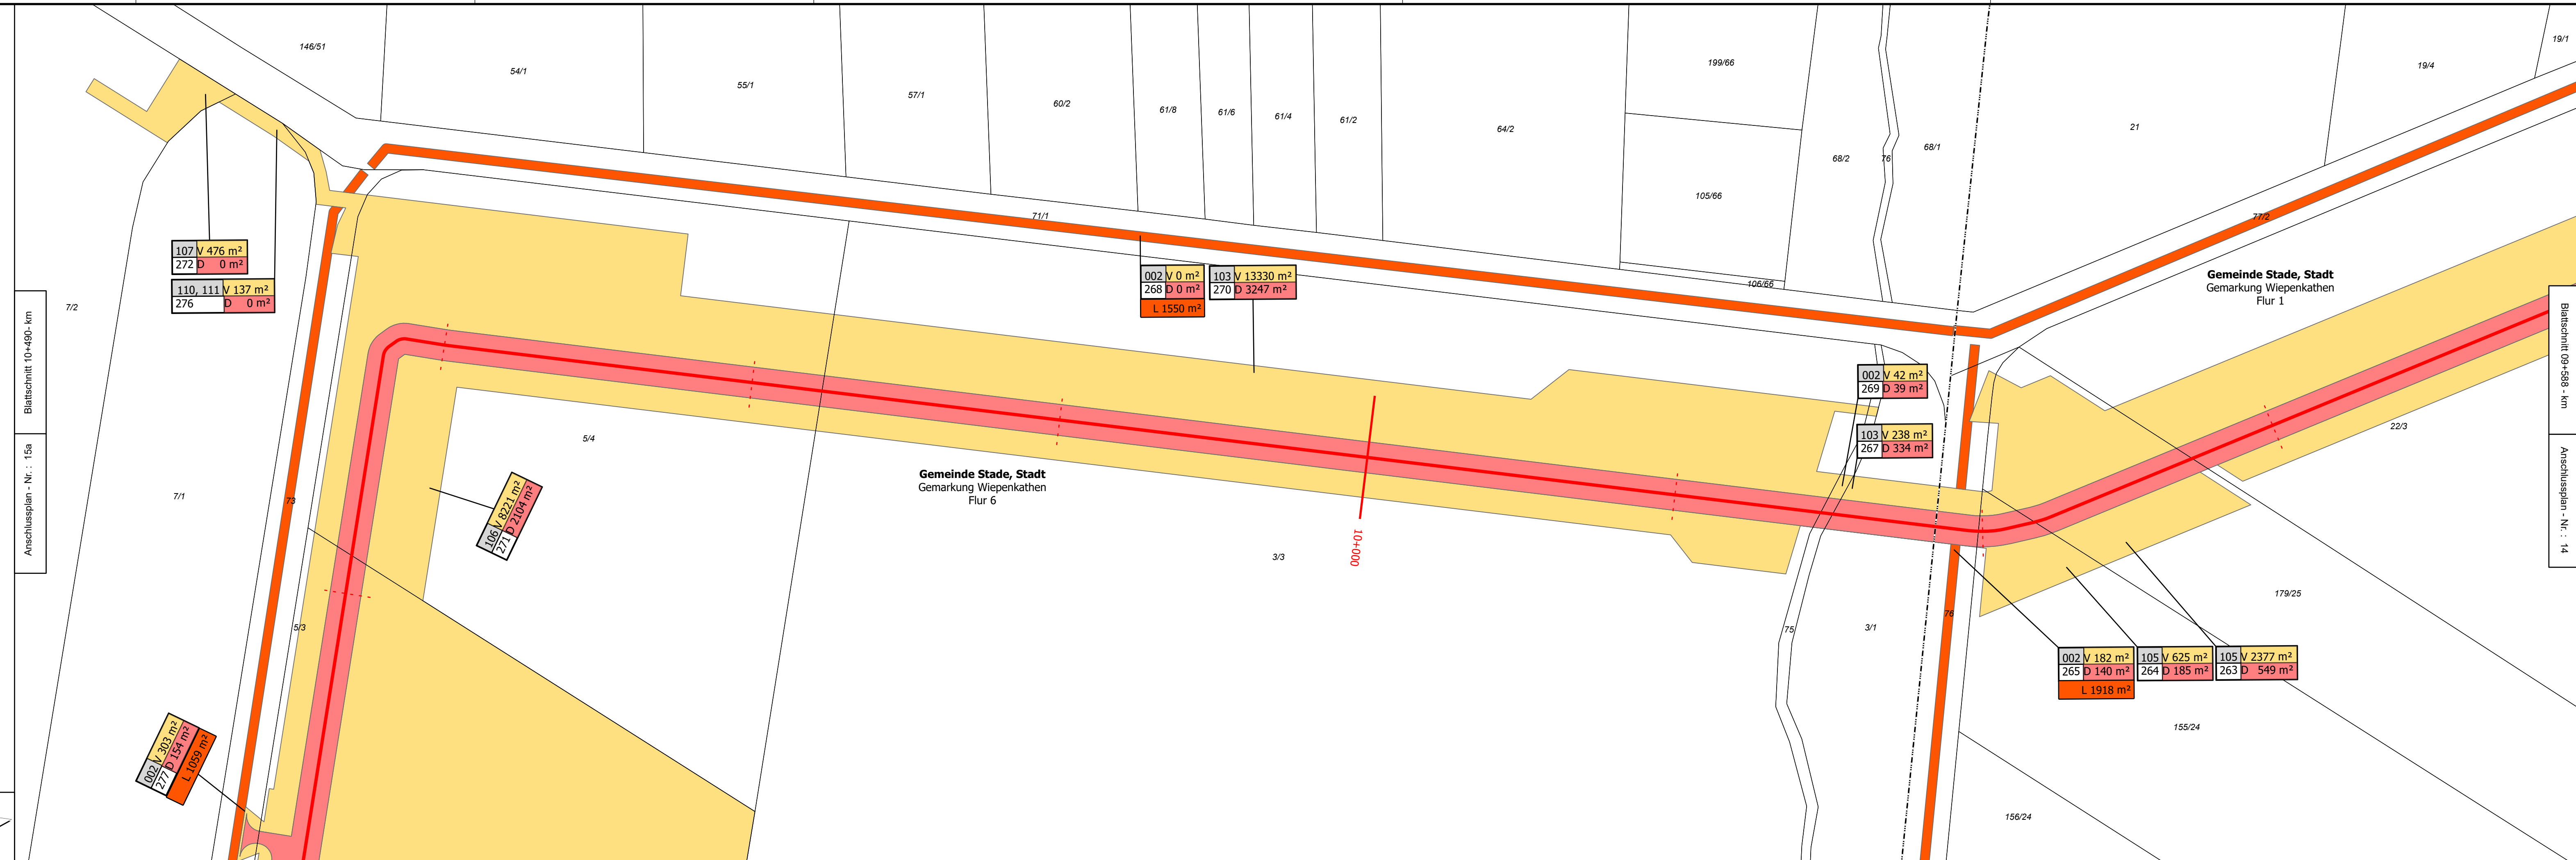 146/51
54/1
55/1
57/1
60/2
61/8
61/6
61/4
61/2
64/2
199/66
105/66
106/66
68/2
76
68/1
21
19/4
19/1
71/1
77/2
107 V 476 m²
272 D 0 m²
110, 111 V 137 m²
276 D 0 m²
002 V 0 m²
268 D 0 m²
L 1550 m²
103 V 13330 m²
270 D 3247 m²
Gemeinde Stade, Stadt
Gemarkung Wiepenkathen
Flur 1
7/2
Blattschnitt 10+490- km
Anschlussplan - Nr. : 15a
Blattschnitt 09+588 - km
Anschlussplan - Nr. : 14
002 V 42 m²
269 D 39 m²
103 V 238 m²
267 D 334 m²
22/3
5/4
7/1
73
106 V 8221 m²
271 D 2104 m²
Gemeinde Stade, Stadt
Gemarkung Wiepenkathen
Flur 6
10+000
3/3
5/3
75
3/1
76
179/25
002 V 182 m²
265 D 140 m²
L 1918 m²
105 V 625 m²
264 D 185 m²
105 V 2377 m²
263 D 549 m²
155/24
156/24
002 V 303 m²
277 D 154 m²
L 1059 m²